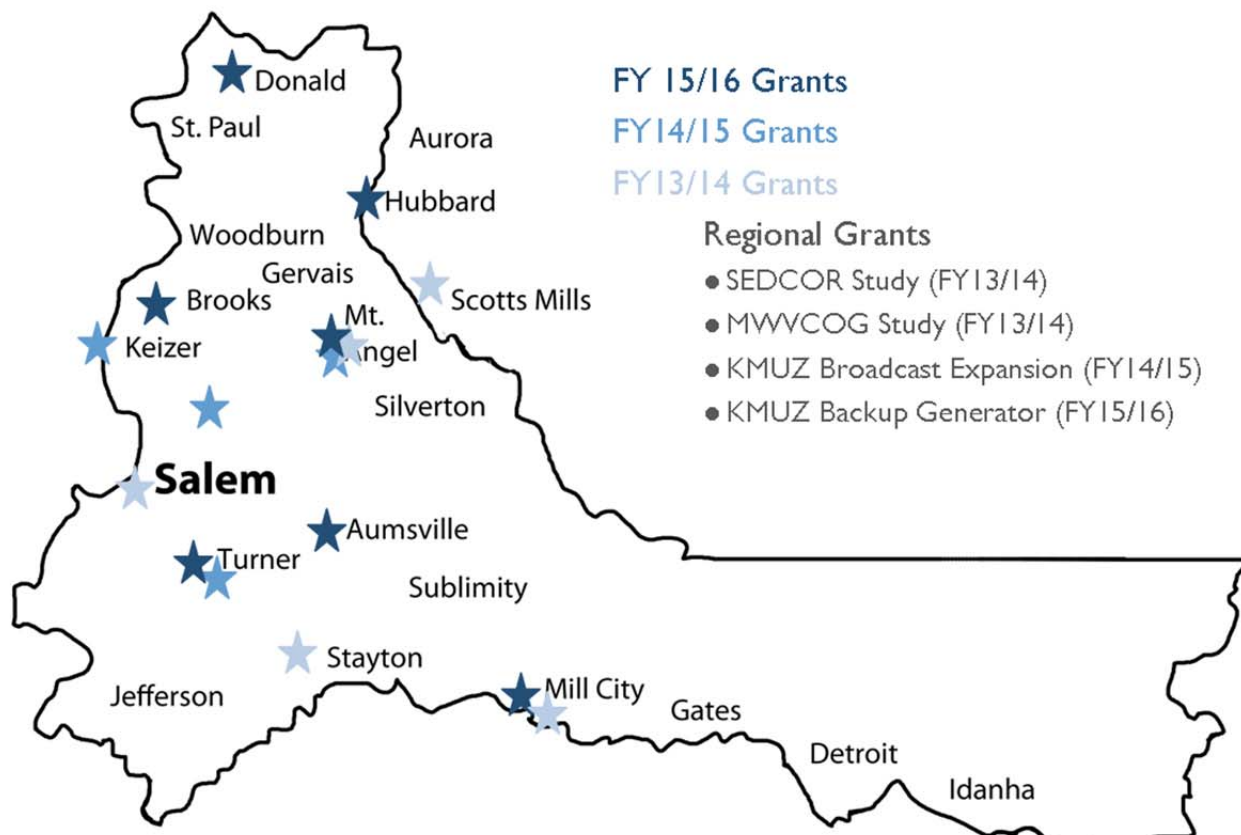 Donald
St. Paul
Aurora
Hubbard
Woodburn
Gervais
Brooks
Scotts Mills
Mt.
Angel
Keizer
Silverton
Salem
Aumsville
Turner
Sublimity
Stayton
Jefferson
Mill City
Gates
Detroit
Idanha
FY 15/16 Grants
FY14/15 Grants
FY13/14 Grants
Regional Grants
● SEDCOR Study (FY13/14)
● MWVCOG Study (FY13/14)
● KMUZ Broadcast Expansion (FY14/15)
● KMUZ Backup Generator (FY15/16)